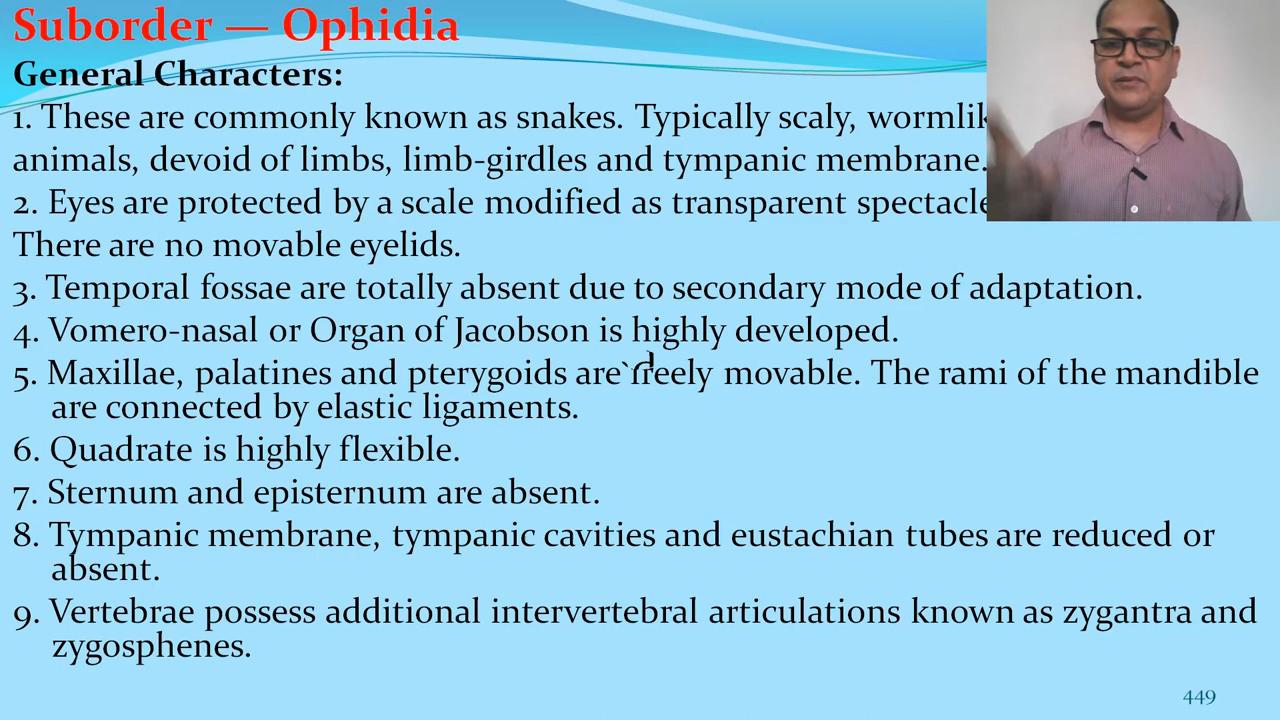 Suborder — Ophidia
General Characters:
1. These are commonly known as snakes. Typically scaly,
animals, devoid of limbs, limb-girdles and tympanic membrane.
2. Eyes are protected by a scale modified as transparent
There are no movable eyelids.
3. Temporal fossae are totally absent due to secondary mode of adaptation.
4. Vomero-nasal or Organ of Jacobson is highly developed.
5. Maxillae, palatines and pterygoids are freely movable. The rami of the mandible
are connected by elastic ligaments.
6. Quadrate is highly flexible.
7. Sternum and episternum are absent.
8. Tympanic membrane, tympanic cavities and eustachian tubes are reduced or
absent.
9. Vertebrae possess additional intervertebral articulations known as zygantra and
zygosphenes.
449